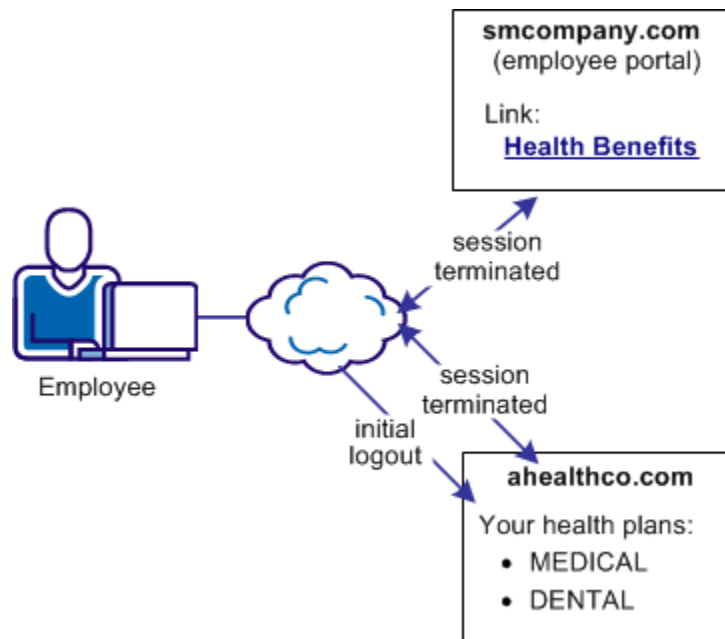 smcompany.com
(employee portal)
Link:
Health Benefits
session
terminated
Employee
session
terminated
initial
logout
ahealthco.com
Your health plans:
• MEDICAL
• DENTAL